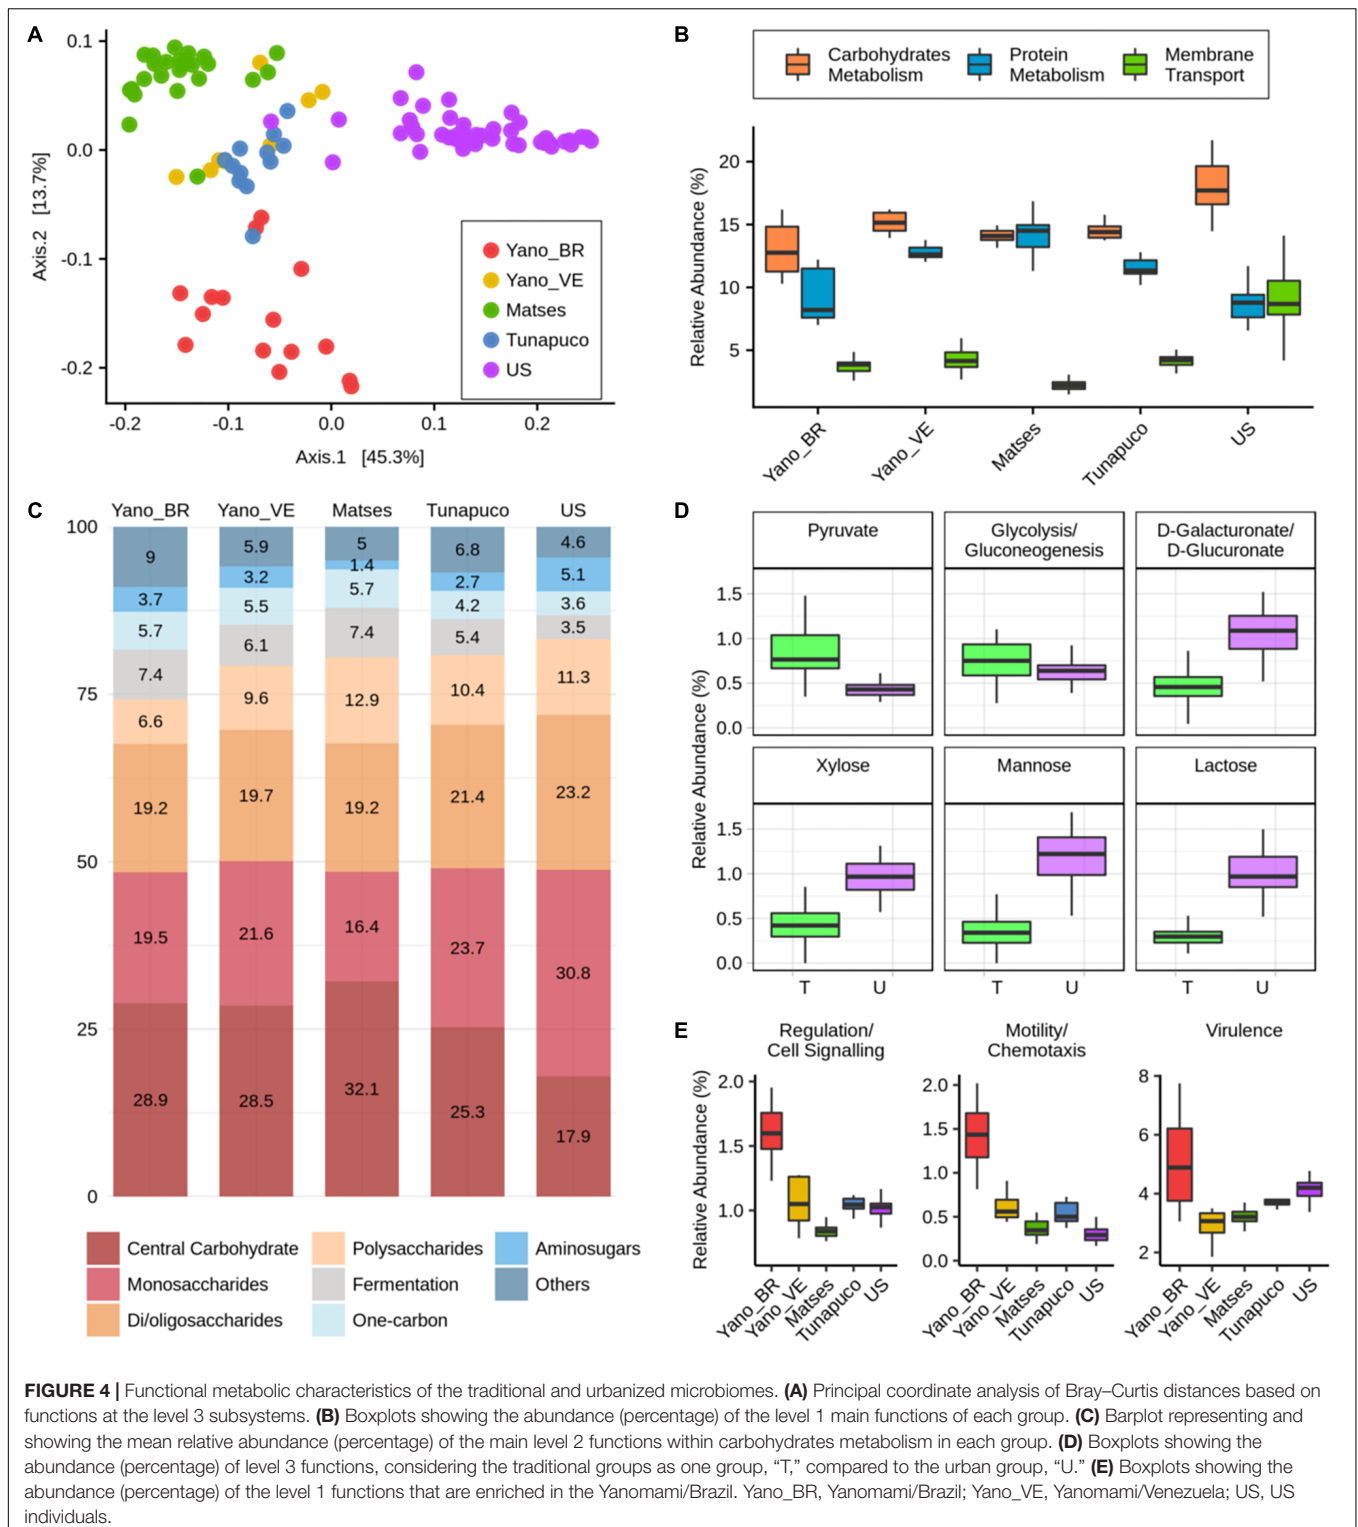 A
0.1
0.0
-0.1
-0.2
Axis.2 [13.7%]
-0.2 -0.1 0.0 0.1 0.2
Axis.1 [45.3%]
Yano_BR
Yano_VE
Matses
Tunapuco
US
B
Carbohydrates Metabolism
Protein Metabolism
Membrane Transport
Relative Abundance (%)
20
15
10
5
Yano_BR Yano_VE Matses Tunapuco US
C
Yano_BR Yano_VE Matses Tunapuco US
100
75
50
25
0
9 3.7 5.7 7.4 6.6 19.2 19.5 28.9
5.9 3.2 5.5 6.1 9.6 19.7 21.6 28.5
5 1.4 5.7 7.4 12.9 19.2 16.4 32.1
6.8 2.7 4.2 5.4 10.4 21.4 23.7 25.3
4.6 5.1 3.6 3.5 11.3 23.2 30.8 17.9
Central Carbohydrate
Monosaccharides
Di/oligosaccharides
Polysaccharides
Fermentation
One-carbon
Aminosugars
Others
D
Pyruvate
Glycolysis/
Gluconeogenesis
D-Galacturonate/
D-Glucuronate
1.5
1.0
0.5
0.0
Relative Abundance (%)
Xylose Mannose Lactose
1.5
1.0
0.5
0.0
T U T U T U
E
Regulation/
Cell Signalling
Relative Abundance (%)
2.0
1.5
1.0
Yano_BR Yano_VE Matses Tunapuco US
Motility/
Chemotaxis
2.0
1.5
1.0
0.5
0.0
Yano_BR Yano_VE Matses Tunapuco US
Virulence
8
6
4
2
Yano_BR Yano_VE Matses Tunapuco US
FIGURE 4 | Functional metabolic characteristics of the traditional and urbanized microbiomes. (A) Principal coordinate analysis of Bray–Curtis distances based on
functions at the level 3 subsystems. (B) Boxplots showing the abundance (percentage) of the level 1 main functions of each group. (C) Barplot representing and
showing the mean relative abundance (percentage) of the main level 2 functions within carbohydrates metabolism in each group. (D) Boxplots showing the
abundance (percentage) of level 3 functions, considering the traditional groups as one group, “T,” compared to the urban group, “U.” (E) Boxplots showing the
abundance (percentage) of the level 1 functions that are enriched in the Yanomami/Brazil. Yano_BR, Yanomami/Brazil; Yano_VE, Yanomami/Venezuela; US, US
individuals.